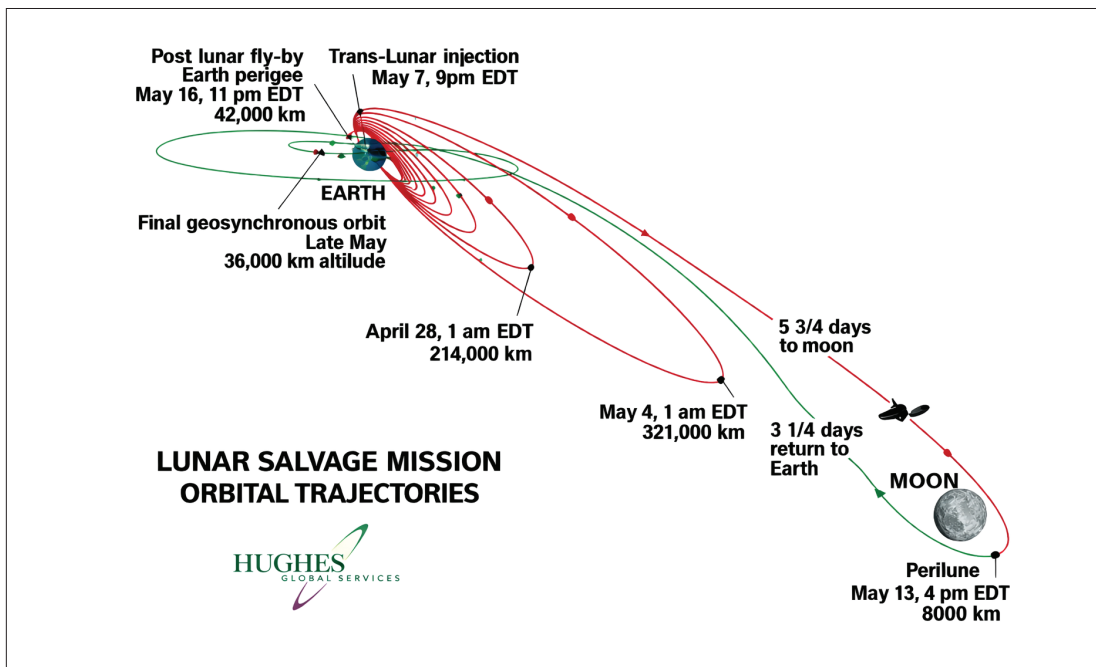 Post lunar fly-by
Earth perigee
May 16, 11 pm EDT
42,000 km
Trans-Lunar injection
May 7, 9pm EDT
EARTH
Final geosynchronous orbit
Late May
36,000 km altilude
April 28, 1 am EDT
214,000 km
May 4, 1 am EDT
321,000 km
5 3/4 days
to moon
3 1/4 days
return to
Earth
MOON
Perilune
May 13, 4 pm EDT
8000 km
LUNAR SALVAGE MISSION
ORBITAL TRAJECTORIES
HUGHES
GLOBAL SERVICES